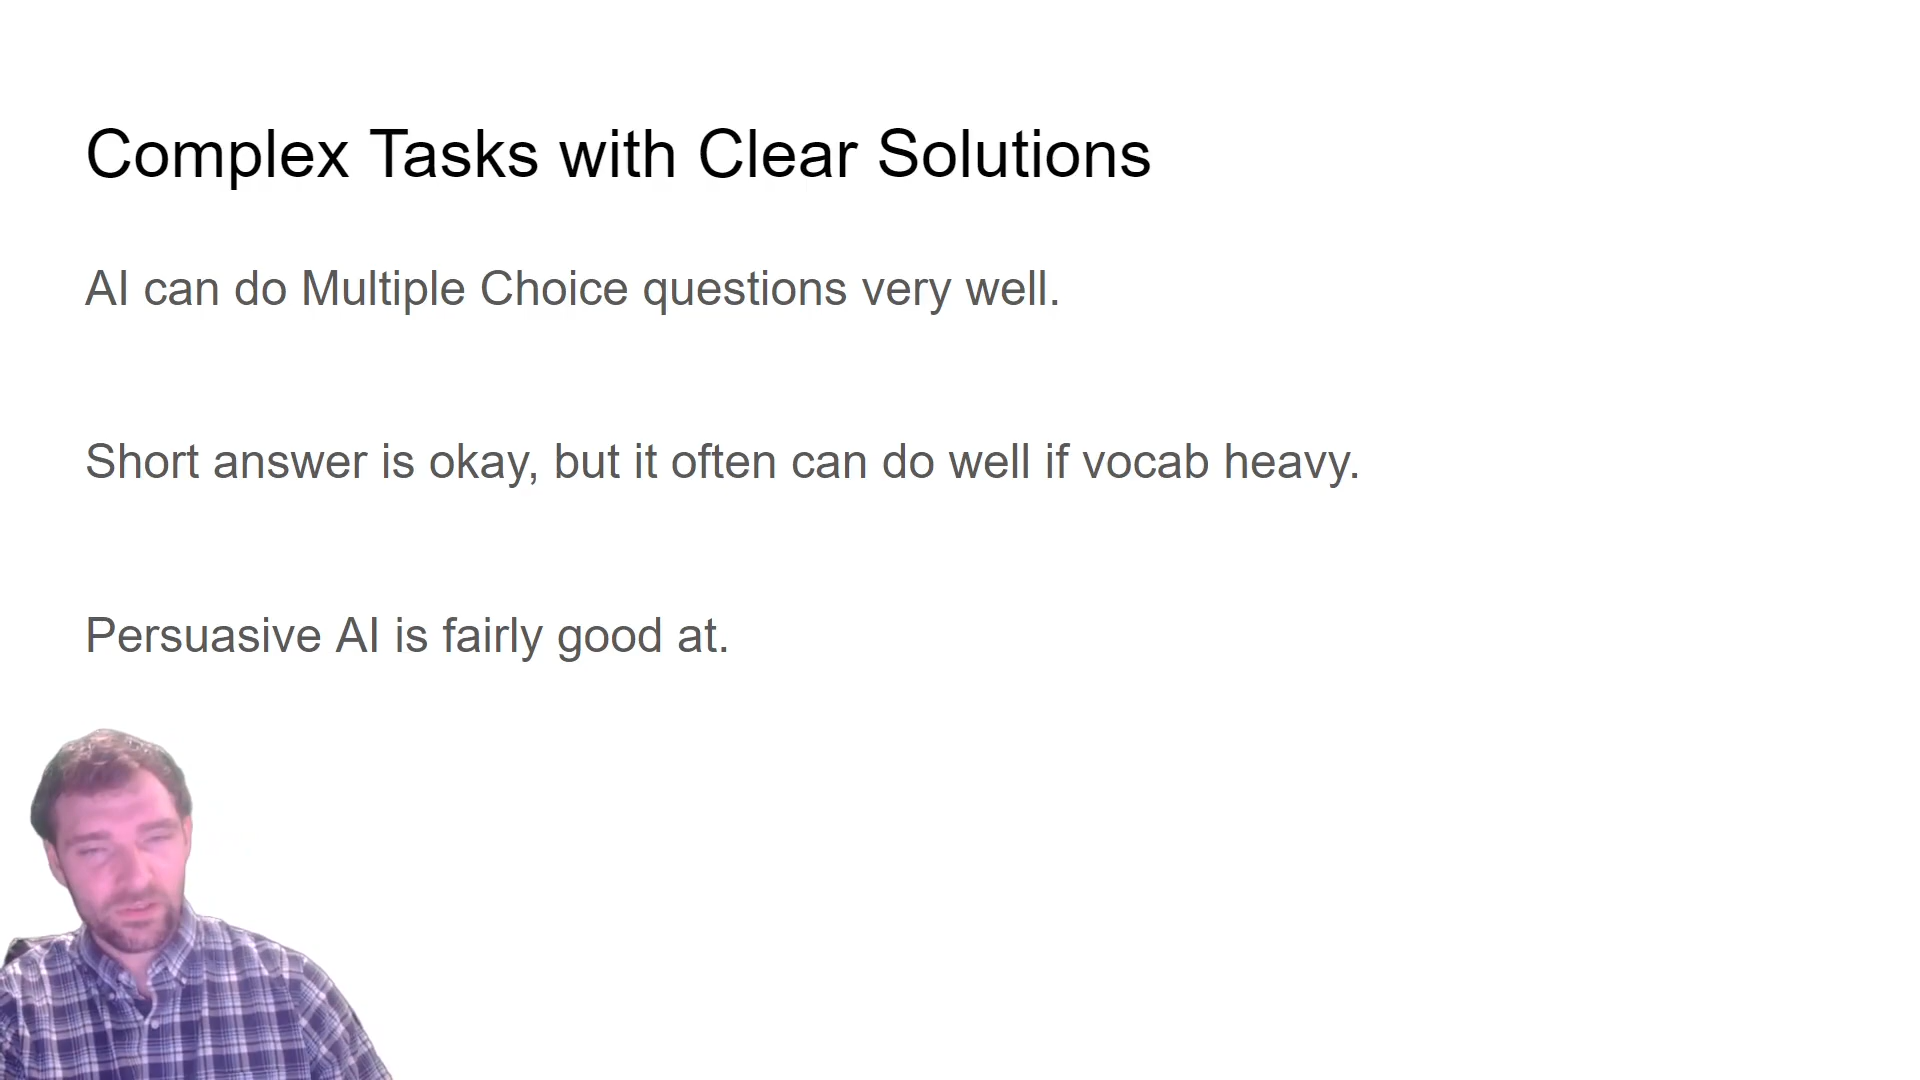 Complex Tasks with Clear Solutions
AI can do Multiple Choice questions very well.
Short answer is okay, but it often can do well if vocab heavy.
Persuasive AI is fairly good at.